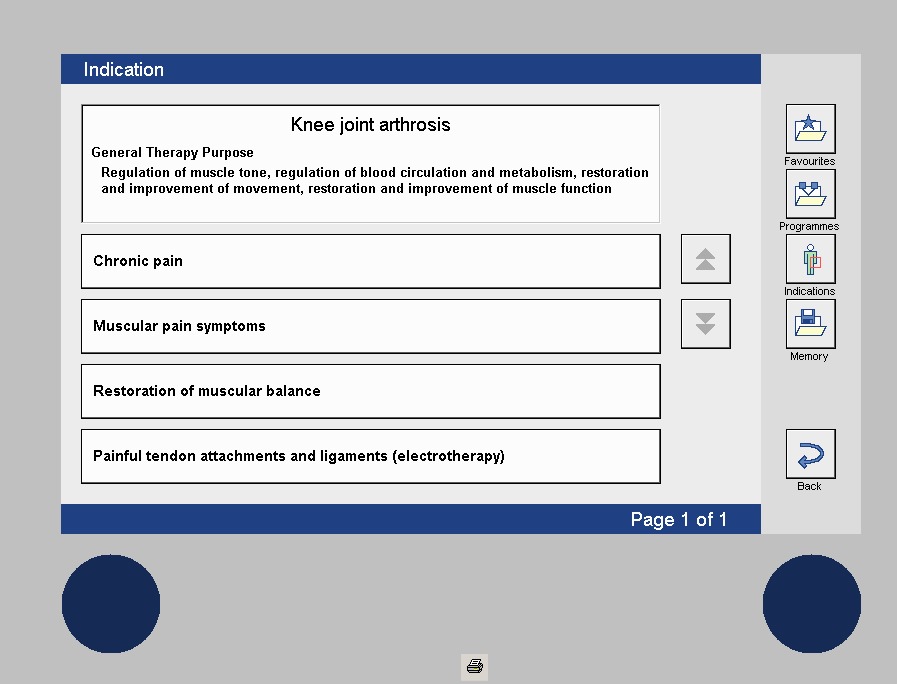 Indication
Knee joint arthrosis
General Therapy Purpose
Regulation of muscle tone, regulation of blood circulation and metabolism, restoration
and improvement of movement, restoration and improvement of muscle function
Chronic pain
Muscular pain symptoms
Restoration of muscular balance
Painful tendon attachments and ligaments (electrotherapy)
Page 1 of 1
Favourites
Programmes
Indications
Memory
Back